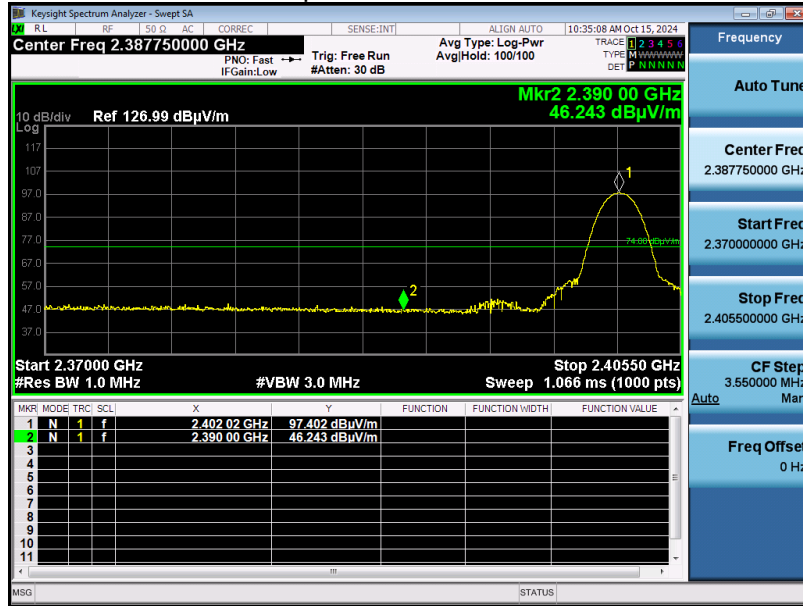 Keysight Spectrum Analyzer - Swept SA
LXI RL RF 50 Ω AC CORREC SENSE:INT ALIGN AUTO 10:35:08 AM Oct 15, 2024
Center Freq 2.387750000 GHz
PNO: Fast
IFGain:Low
Trig: Free Run
#Atten: 30 dB
Avg Type: Log-Pwr
Avg|Hold: 100/100
TRACE 1 2 3 4 5 6
TYPE M WWWWW
DET P N N N N N
Frequency
Auto Tune
Center Freq
2.387750000 GHz
Start Freq
2.370000000 GHz
Stop Freq
2.405500000 GHz
CF Step
3.550000 MHz
Auto Man
Freq Offset
0 Hz
Mkr2 2.390 00 GHz
46.243 dBµV/m
10 dB/div Ref 126.99 dBµV/m
Log
117
107
97.0
87.0
77.0
67.0
57.0
47.0
37.0
1
2
74.00 dBµV/m
Start 2.37000 GHz Stop 2.40550 GHz
#Res BW 1.0 MHz #VBW 3.0 MHz Sweep 1.066 ms (1000 pts)
MKR MODE TRC SCL X Y FUNCTION FUNCTION WIDTH FUNCTION VALUE
1 N 1 f 2.402 02 GHz 97.402 dBµV/m
2 N 1 f 2.390 00 GHz 46.243 dBµV/m
3
4
5
6
7
8
9
10
11
MSG STATUS